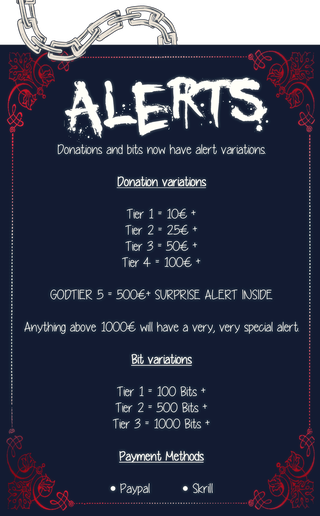 ALERTS
Donations and bits now have alert variations.
Donation variations
Tier 1 = 10€ +
Tier 2 = 25€ +
Tier 3 = 50€ +
Tier 4 = 100€ +
GODTIER 5 = 500€+ SURPRISE ALERT INSIDE
Anything above 1000€ will have a very, very special alert.
Bit variations
Tier 1 = 100 Bits +
Tier 2 = 500 Bits +
Tier 3 = 1000 Bits +
Payment Methods
• Paypal • Skrill